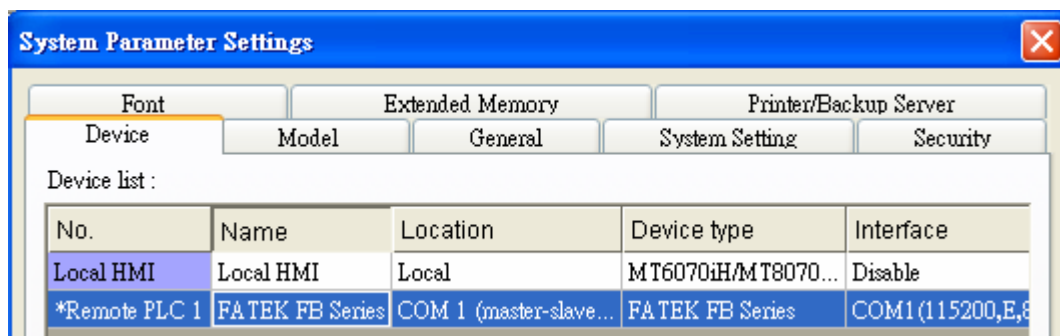 System Parameter Settings
Font Extended Memory Printer/Backup Server
Device Model General System Setting Security
Device list :
No. Name Location Device type Interface
Local HMI Local HMI Local MT6070iH/MT8070... Disable
*Remote PLC 1 FATEK FB Series COM 1 (master-slave... FATEK FB Series COM1(115200,E,8